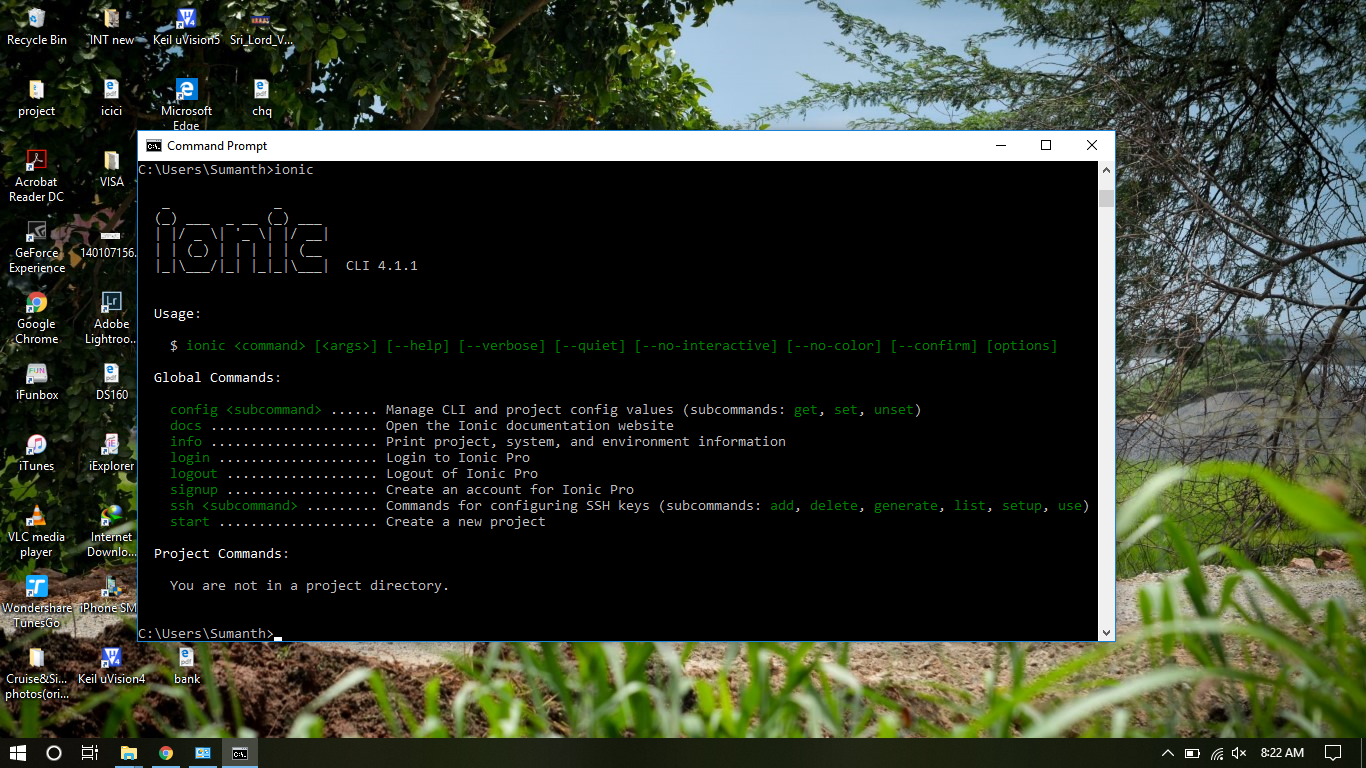 Recycle Bin
INT new
Keil uVision5
Sri_Lord_V...
project
icici
Microsoft
Edge
chq
Acrobat
Reader DC
VISA
GeForce
Experience
140107156.
Google
Chrome
Adobe
Lightroo...
iFunbox
DS160
iTunes
iExplorer
VLC media
player
Internet
Downlo...
Wondershare
TunesGo
iPhone SM
Cruise&Si...
photos(ori...
Keil uVision4
bank
Command Prompt
C:\Users\Sumanth>ionic
ionic CLI 4.1.1
Usage:
$ ionic <command> [<args>] [--help] [--verbose] [--quiet] [--no-interactive] [--no-color] [--confirm] [options]
Global Commands:
config <subcommand> ...... Manage CLI and project config values (subcommands: get, set, unset)
docs ..................... Open the Ionic documentation website
info ..................... Print project, system, and environment information
login .................... Login to Ionic Pro
logout ................... Logout of Ionic Pro
signup ................... Create an account for Ionic Pro
ssh <subcommand> ......... Commands for configuring SSH keys (subcommands: add, delete, generate, list, setup, use)
start .................... Create a new project
Project Commands:
You are not in a project directory.
C:\Users\Sumanth>
8:22 AM